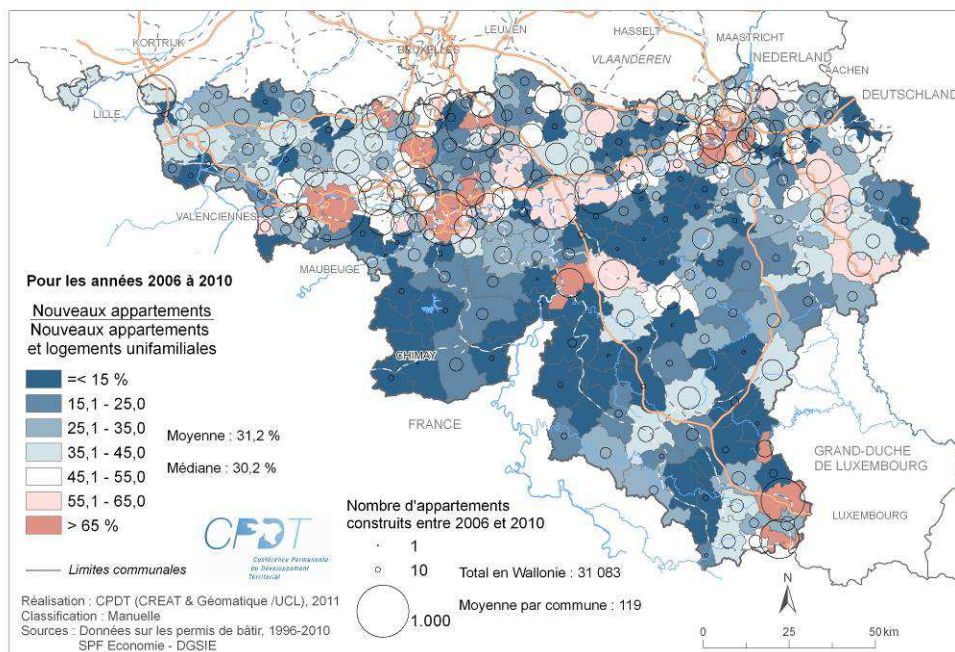 KORTRIJK
BRUXELLES
LEUVEN
HASSELT
MAASTRICHT
VLAANDEREN
NEDERLAND
AACHEN
LILLE
DEUTSCHLAND
VALENCIENNES
MAUBEUGE
CHIMAY
FRANCE
GRAND-DUCHE
DE LUXEMBOURG
LUXEMBOURG
Pour les années 2006 à 2010
Nouveaux appartements
Nouveaux appartements
et logements unifamiliales
=< 15 %
15,1 - 25,0
25,1 - 35,0
35,1 - 45,0
45,1 - 55,0
55,1 - 65,0
> 65 %
Moyenne : 31,2 %
Médiane : 30,2 %
Limites communales
CPDT
Conférence Permanente
du Développement
Territorial
Nombre d'appartements
construits entre 2006 et 2010
1
10
1.000
Total en Wallonie : 31 083
Moyenne par commune : 119
Réalisation : CPDT (CREAT & Géomatique /UCL), 2011
Classification : Manuelle
Sources : Données sur les permis de bâtir, 1996-2010
SPF Economie - DGSIE
N
0 25 50 km